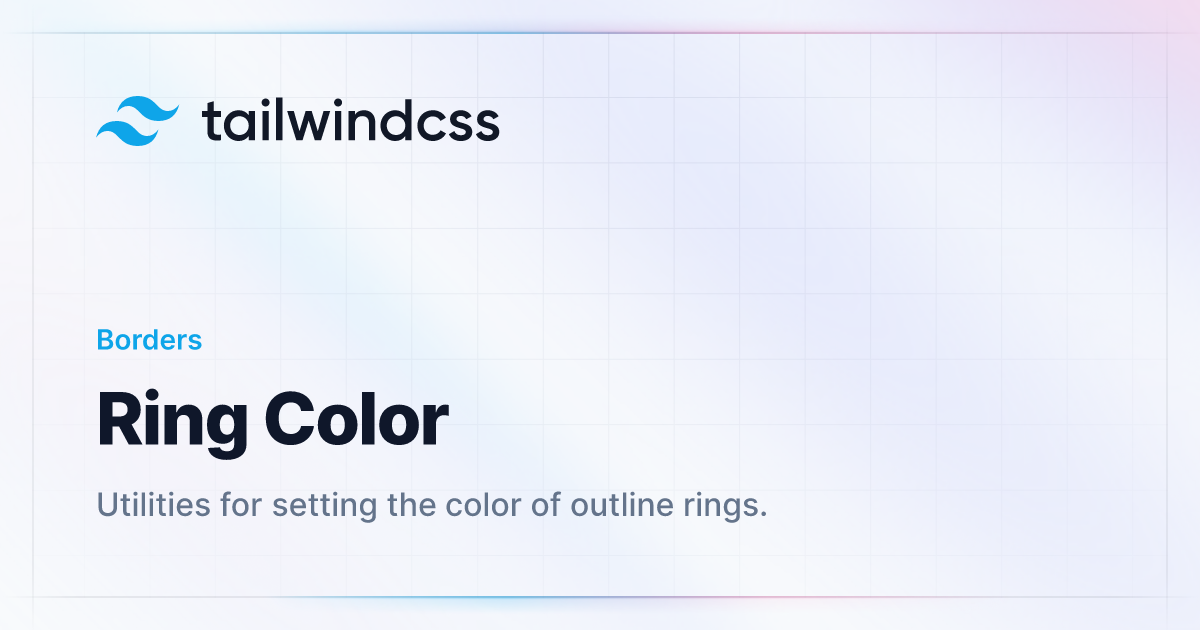 tailwindcss
Borders
Ring Color
Utilities for setting the color of outline rings.